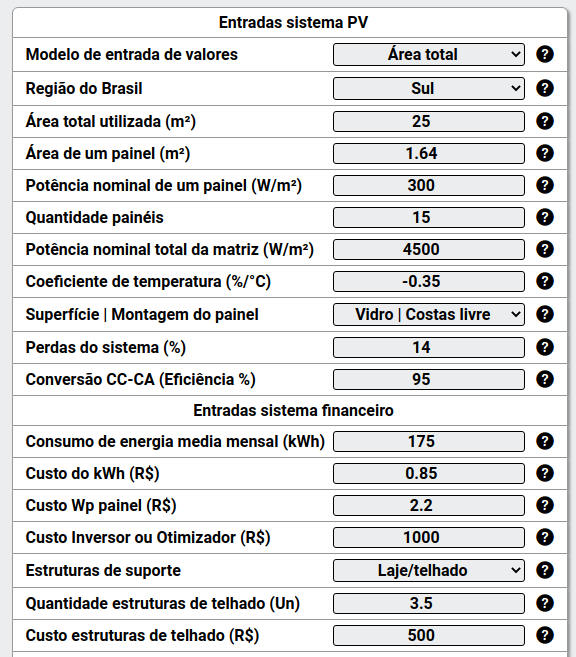 Entradas sistema PV
Modelo de entrada de valores Área total ?
Região do Brasil Sul ?
Área total utilizada (m²) 25 ?
Área de um painel (m²) 1.64 ?
Potência nominal de um painel (W/m²) 300 ?
Quantidade painéis 15 ?
Potência nominal total da matriz (W/m²) 4500 ?
Coeficiente de temperatura (%/°C) -0.35 ?
Superfície | Montagem do painel Vidro | Costas livre ?
Perdas do sistema (%) 14 ?
Conversão CC-CA (Eficiência %) 95 ?
Entradas sistema financeiro
Consumo de energia media mensal (kWh) 175 ?
Custo do kWh (R$) 0.85 ?
Custo Wp painel (R$) 2.2 ?
Custo Inversor ou Otimizador (R$) 1000 ?
Estruturas de suporte Laje/telhado ?
Quantidade estruturas de telhado (Un) 3.5 ?
Custo estruturas de telhado (R$) 500 ?